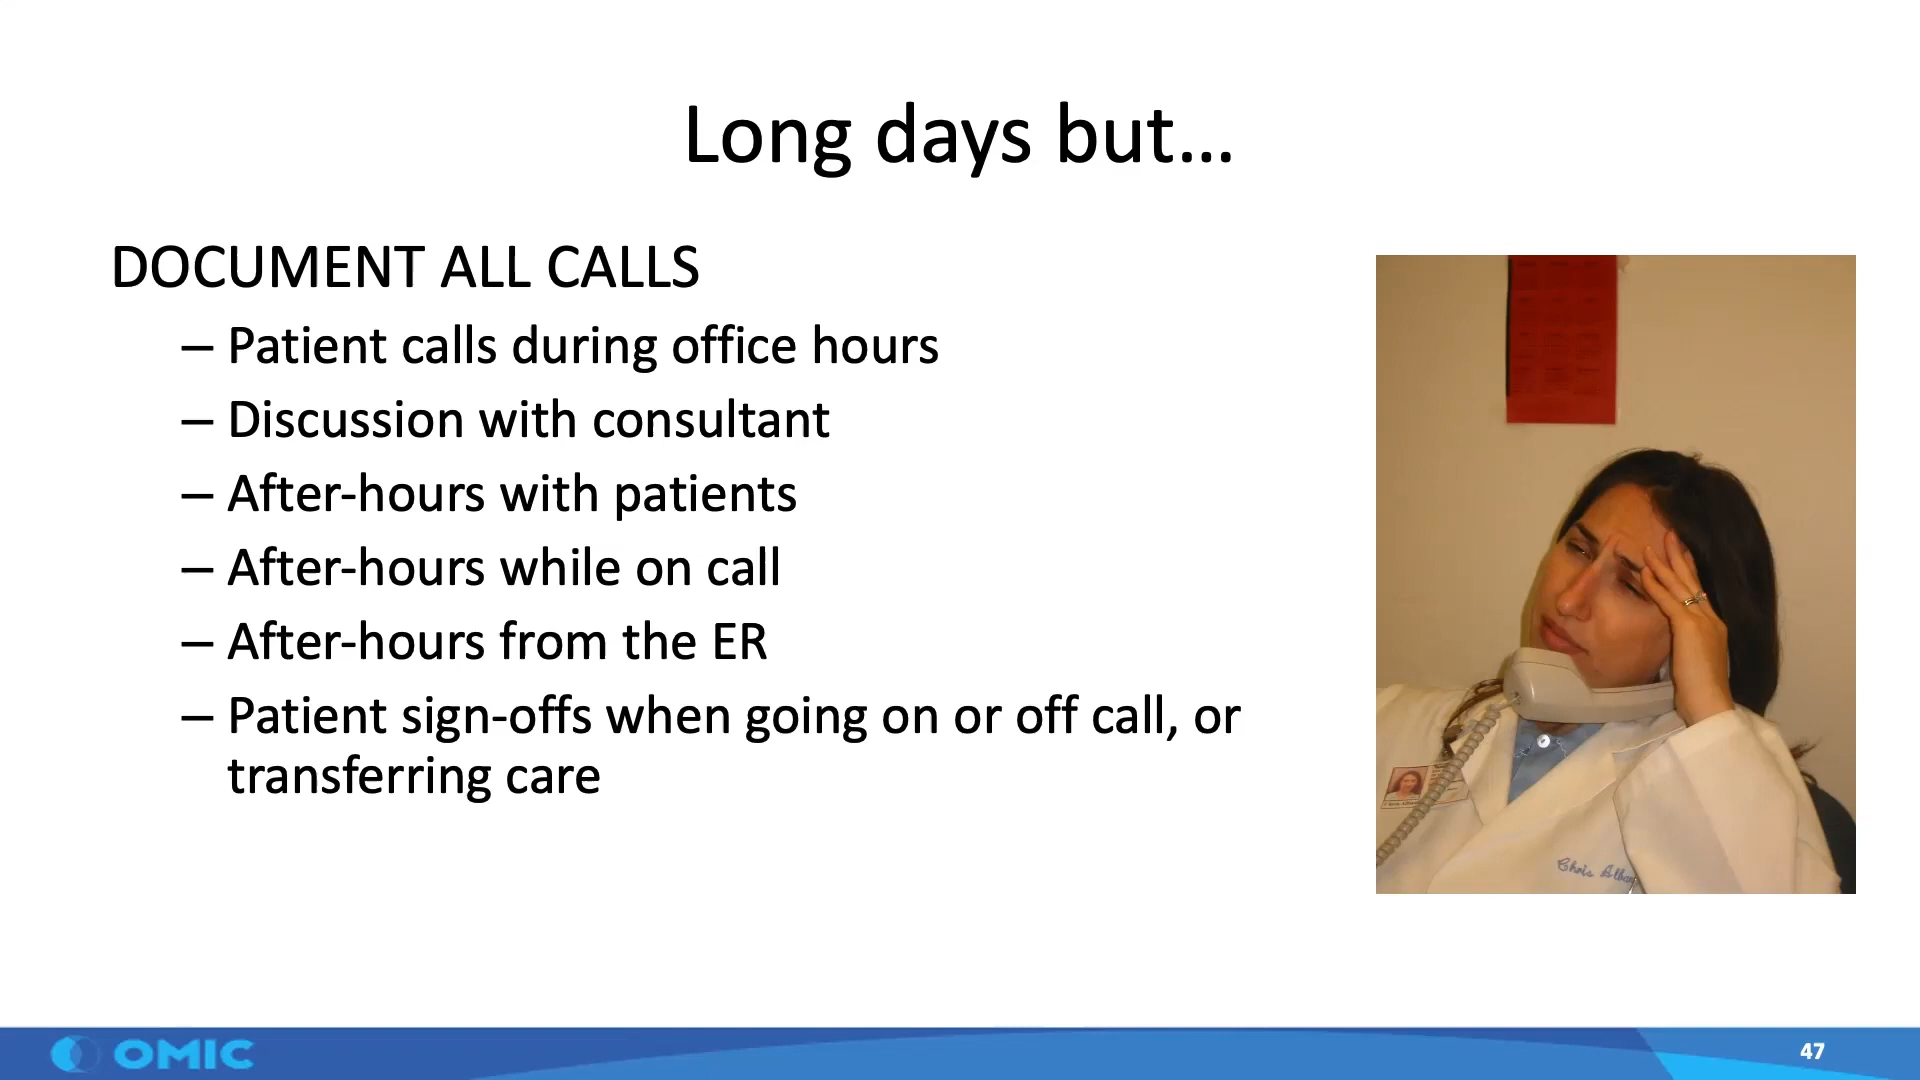 Long days but...
DOCUMENT ALL CALLS
– Patient calls during office hours
– Discussion with consultant
– After-hours with patients
– After-hours while on call
– After-hours from the ER
– Patient sign-offs when going on or off call, or
transferring care
Chris
OMIC
47